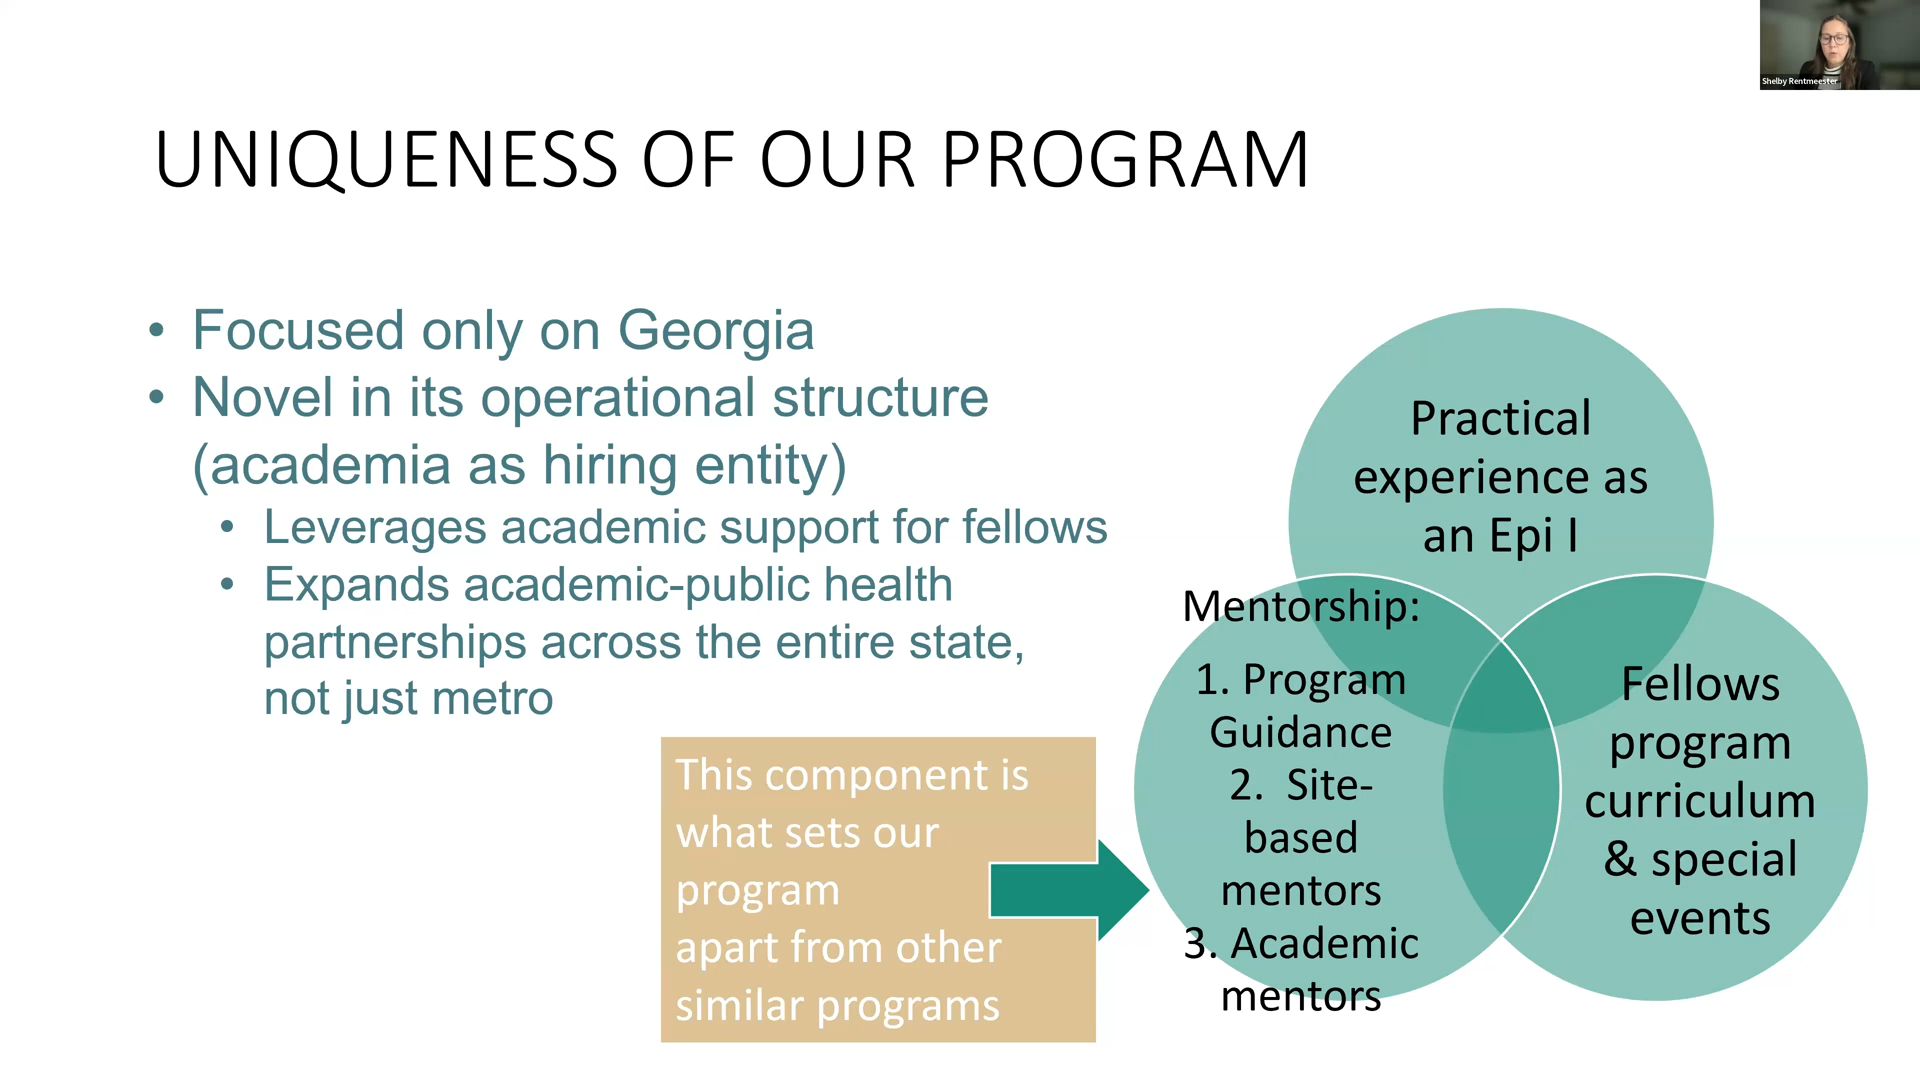 Shelby Rentmeester
UNIQUENESS OF OUR PROGRAM
• Focused only on Georgia
• Novel in its operational structure
(academia as hiring entity)
• Leverages academic support for fellows
• Expands academic-public health
partnerships across the entire state,
not just metro
This component is
what sets our
program
apart from other
similar programs
Practical
experience as
an Epi I
Mentorship:
1. Program
Guidance
2. Site-
based
mentors
3. Academic
mentors
Fellows
program
curriculum
& special
events